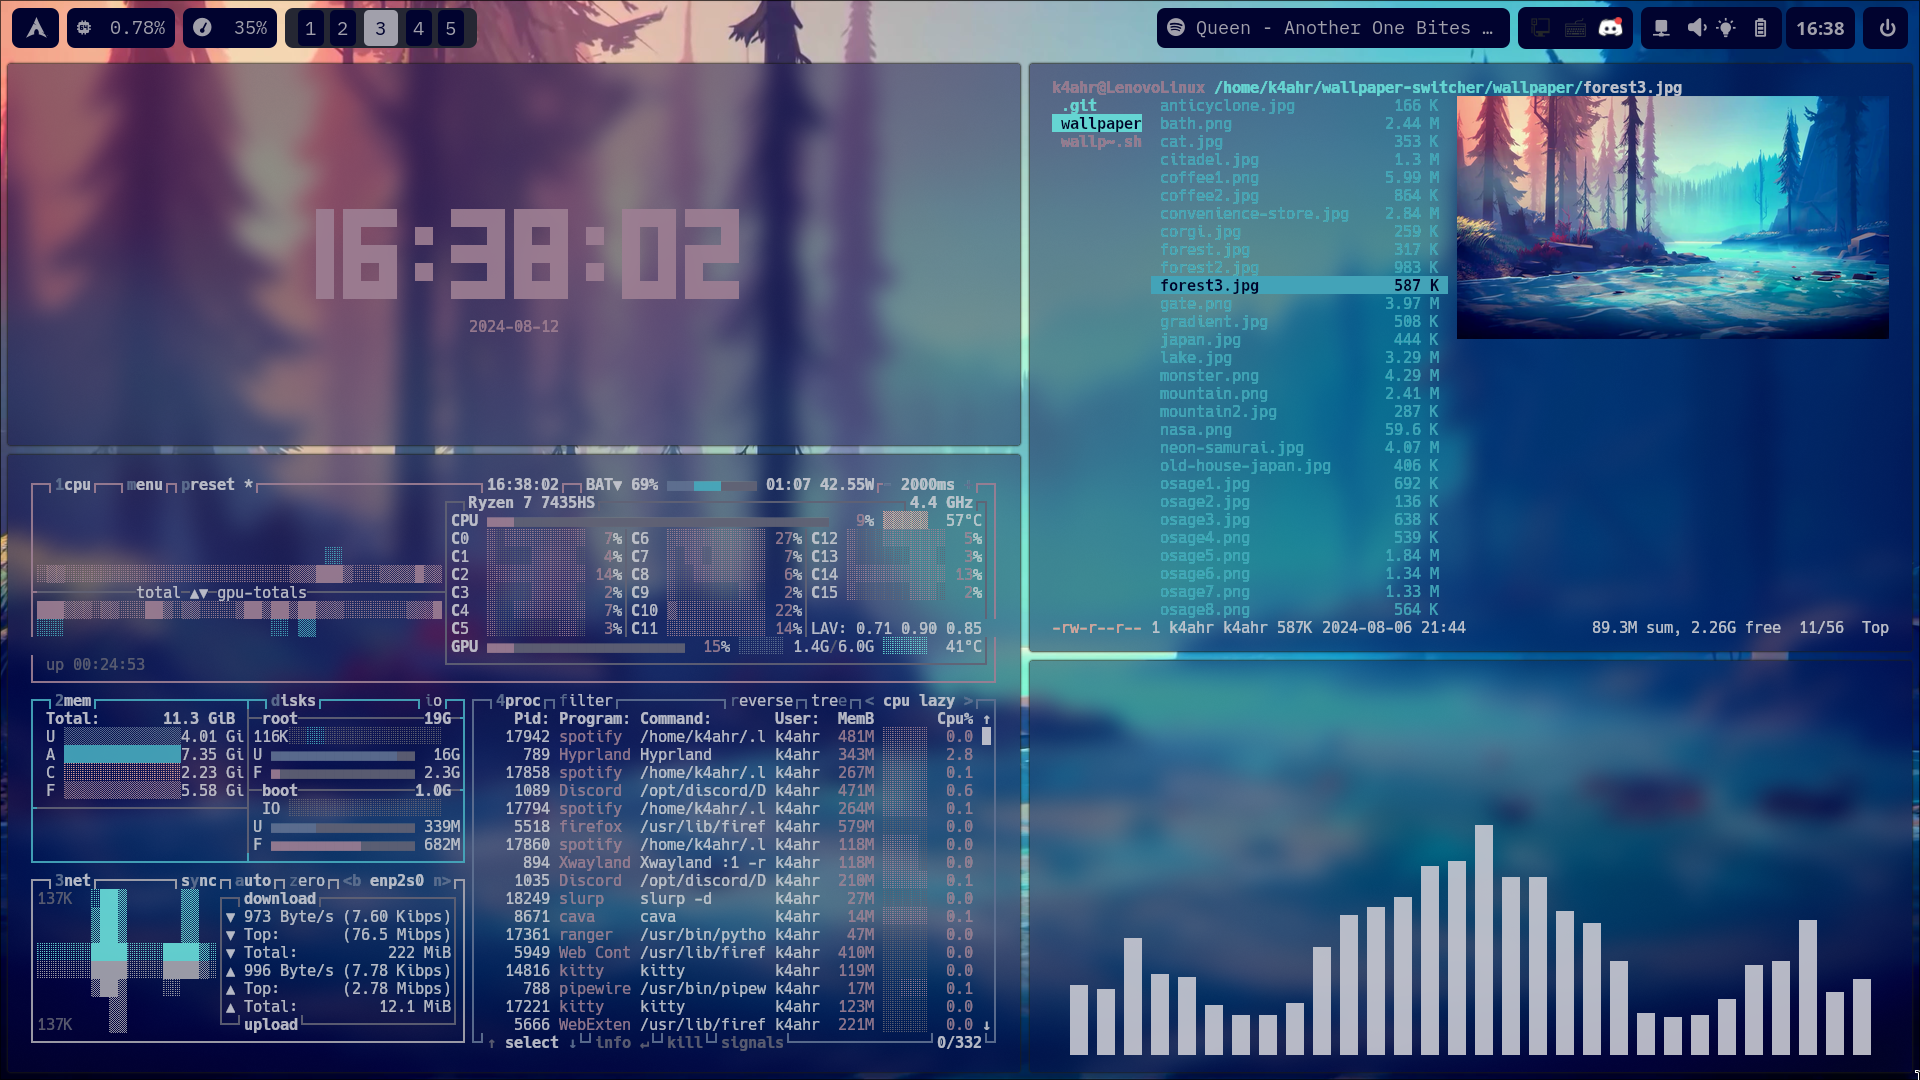 0.78% 35% 1 2 3 4 5 Queen - Another One Bites … 16:38
16:38:02
2024-08-12
1cpu menu preset * 16:38:02 BAT▼ 69% 01:07 42.55W - 2000ms
Ryzen 7 7435HS 4.4 GHz
CPU 9% 57°C
C0 7% C6 27% C12 5%
C1 4% C7 7% C13 3%
C2 14% C8 6% C14 13%
C3 2% C9 2% C15 2%
C4 7% C10 22%
C5 3% C11 14% LAV: 0.71 0.90 0.85
GPU 15% 1.4G/6.0G 41°C
total ▲▼ gpu-totals
up 00:24:53
2mem disks io
Total: 11.3 GiB root 19G
U 4.01 Gi 116K
A 7.35 Gi U 16G
C 2.23 Gi F 2.3G
F 5.58 Gi boot 1.0G
IO
U 339M
F 682M
3net sync auto zero <b enp2s0 n>
137K download
▼ 973 Byte/s (7.60 Kibps)
▼ Top: (76.5 Mibps)
▼ Total: 222 MiB
▲ 996 Byte/s (7.78 Kibps)
▲ Top: (2.78 Mibps)
▲ Total: 12.1 MiB
137K upload
4proc filter reverse tree < cpu lazy >
Pid: Program: Command: User: MemB Cpu% ↑
17942 spotify /home/k4ahr/.l k4ahr 481M 0.0
789 Hyprland Hyprland k4ahr 343M 2.8
17858 spotify /home/k4ahr/.l k4ahr 267M 0.1
1089 Discord /opt/discord/D k4ahr 471M 0.6
17794 spotify /home/k4ahr/.l k4ahr 264M 0.1
5518 firefox /usr/lib/firef k4ahr 579M 0.0
17860 spotify /home/k4ahr/.l k4ahr 118M 0.0
894 Xwayland Xwayland :1 -r k4ahr 118M 0.0
1035 Discord /opt/discord/D k4ahr 210M 0.1
18249 slurp slurp -d k4ahr 27M 0.0
8671 cava cava k4ahr 14M 0.1
17361 ranger /usr/bin/pytho k4ahr 47M 0.0
5949 Web Cont /usr/lib/firef k4ahr 410M 0.0
14816 kitty kitty k4ahr 119M 0.0
788 pipewire /usr/bin/pipew k4ahr 17M 0.1
17221 kitty kitty k4ahr 123M 0.0
5666 WebExten /usr/lib/firef k4ahr 221M 0.0 ↓
↑ select ↓ info ↵ kill signals 0/332
k4ahr@LenovoLinux /home/k4ahr/wallpaper-switcher/wallpaper/forest3.jpg
.git
wallpaper
wallp~.sh
anticyclone.jpg 166 K
bath.png 2.44 M
cat.jpg 353 K
citadel.jpg 1.3 M
coffee1.png 5.99 M
coffee2.jpg 864 K
convenience-store.jpg 2.84 M
corgi.jpg 259 K
forest.jpg 317 K
forest2.jpg 983 K
forest3.jpg 587 K
gate.png 3.97 M
gradient.jpg 508 K
japan.jpg 444 K
lake.jpg 3.29 M
monster.png 4.29 M
mountain.png 2.41 M
mountain2.jpg 287 K
nasa.png 59.6 K
neon-samurai.jpg 4.07 M
old-house-japan.jpg 406 K
osage1.jpg 692 K
osage2.jpg 136 K
osage3.jpg 638 K
osage4.png 539 K
osage5.png 1.84 M
osage6.png 1.34 M
osage7.png 1.33 M
osage8.png 564 K
-rw-r--r-- 1 k4ahr k4ahr 587K 2024-08-06 21:44 89.3M sum, 2.26G free 11/56 Top